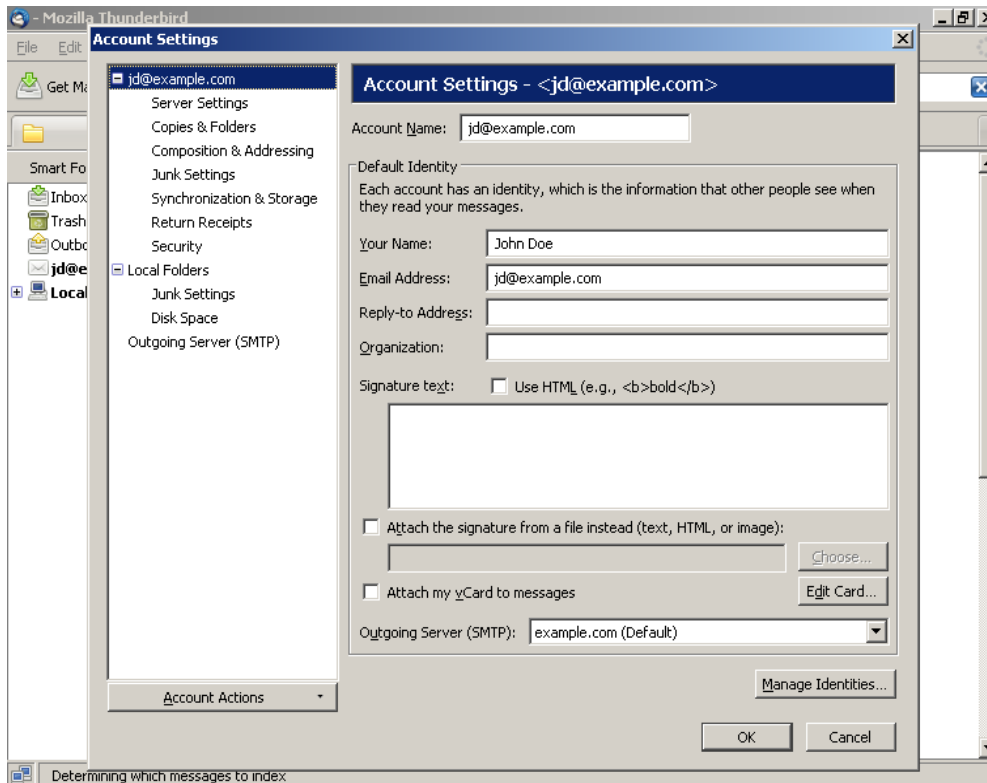 - Mozilla Thunderbird
File Edit
Account Settings
Get Ma
Smart Fo
Inbox
Trash
Outbo
jd@e
Local
jd@example.com
Server Settings
Copies & Folders
Composition & Addressing
Junk Settings
Synchronization & Storage
Return Receipts
Security
Local Folders
Junk Settings
Disk Space
Outgoing Server (SMTP)
Account Actions
Account Settings - <jd@example.com>
Account Name: jd@example.com
Default Identity
Each account has an identity, which is the information that other people see when
they read your messages.
Your Name: John Doe
Email Address: jd@example.com
Reply-to Address:
Organization:
Signature text: Use HTML (e.g., <b>bold</b>)
Attach the signature from a file instead (text, HTML, or image):
Choose...
Attach my vCard to messages Edit Card...
Outgoing Server (SMTP): example.com (Default)
Manage Identities...
OK Cancel
Determining which messages to index